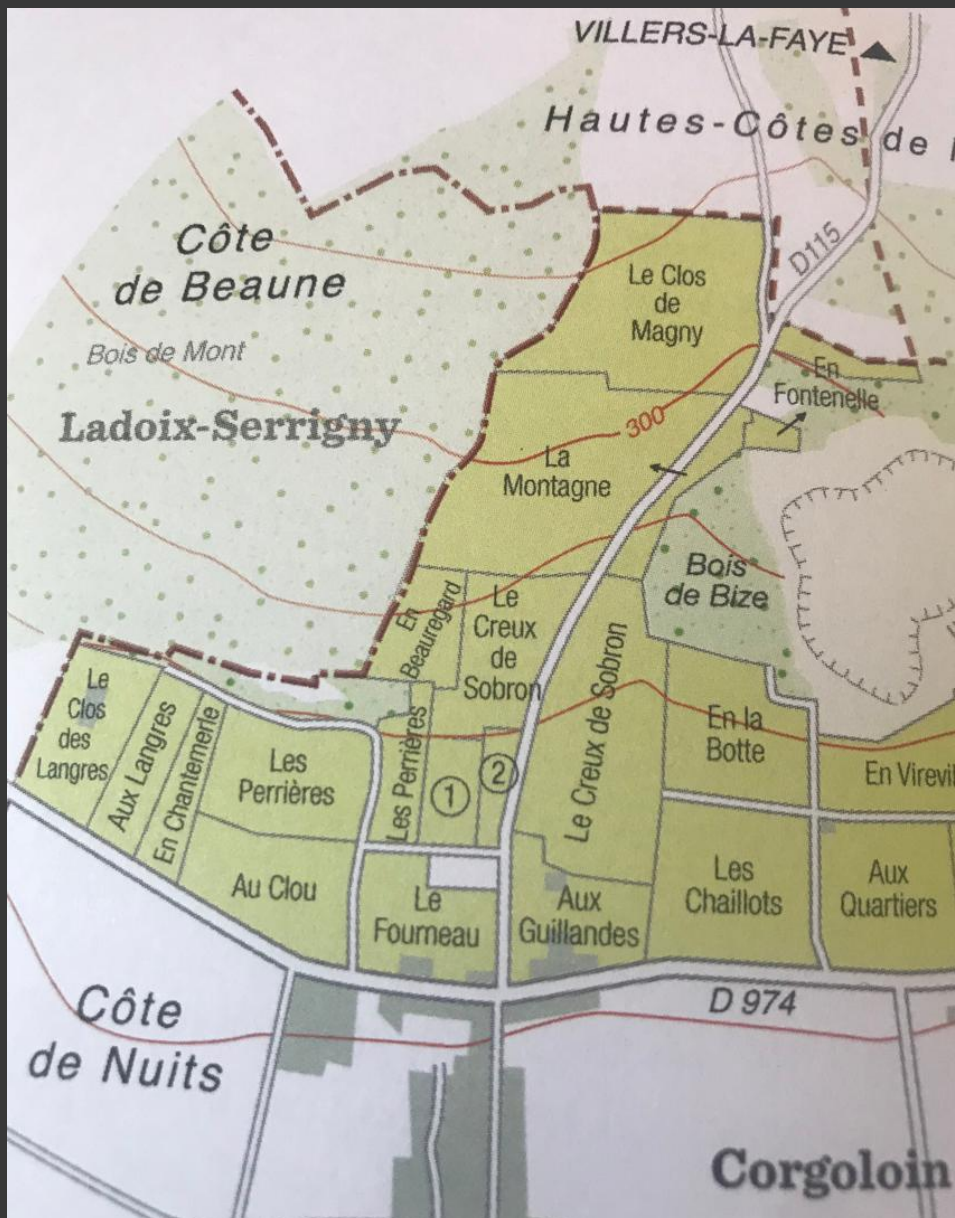 VILLERS-LA-FAYE
Hautes-Côtes de
D115
Côte
de Beaune
Bois de Mont
Ladoix-Serrigny
Le Clos
de
Magny
En
Fontenelle
300
La
Montagne
Bois
de Bize
En
Beauregard
Le
Creux
de
Sobron
Le Creux de Sobron
Le
Clos
des
Langres
Aux Langres
En Chantemerle
Les
Perrières
Les Perrières
1
2
En la
Botte
En Virevil
Au Clou
Le
Fourneau
Aux
Guillandes
Les
Chaillots
Aux
Quartiers
D 974
Côte
de Nuits
Corgoloin